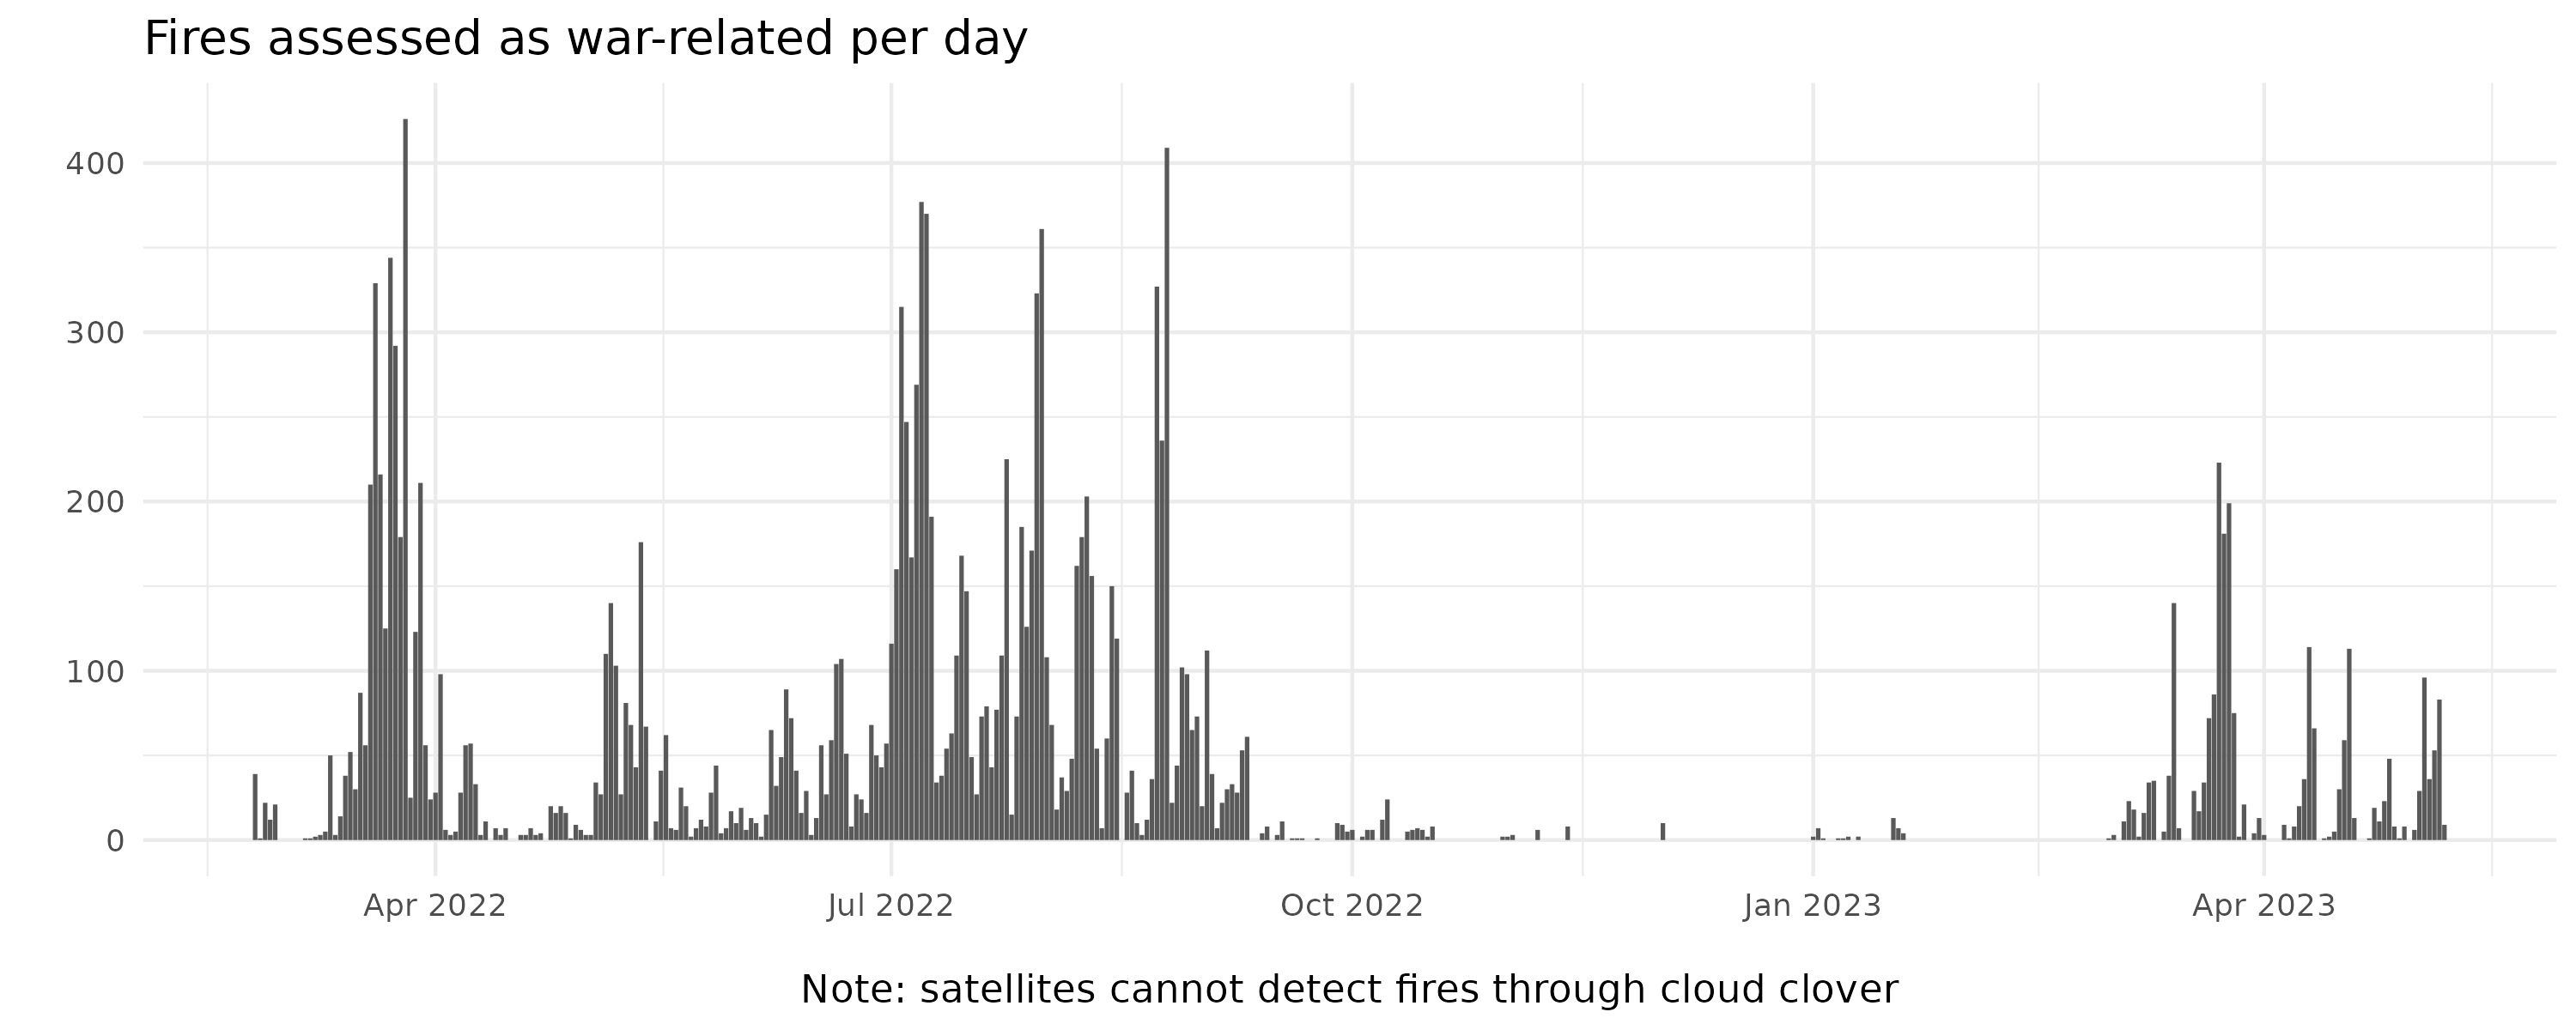 Fires assessed as war-related per day
400
300
200
100
0
Apr 2022
Jul 2022
Oct 2022
Jan 2023
Apr 2023
Note: satellites cannot detect fires through cloud clover